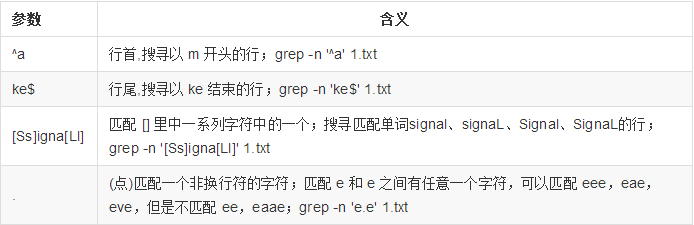 参数 含义
^a 行首,搜寻以 m 开头的行；grep -n '^a' 1.txt
ke$ 行尾,搜寻以 ke 结束的行；grep -n 'ke$' 1.txt
[Ss]igna[Ll] 匹配 [] 里中一系列字符中的一个；搜寻匹配单词signal、signaL、Signal、SignaL的行；
grep -n '[Ss]igna[Ll]' 1.txt
. (点)匹配一个非换行符的字符；匹配 e 和 e 之间有任意一个字符，可以匹配 eee，eae，
eve，但是不匹配 ee，eaae；grep -n 'e.e' 1.txt